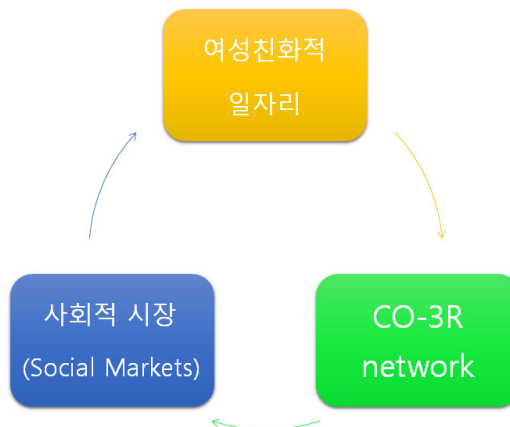 여성친화적
일자리
사회적 시장
(Social Markets)
CO-3R
network